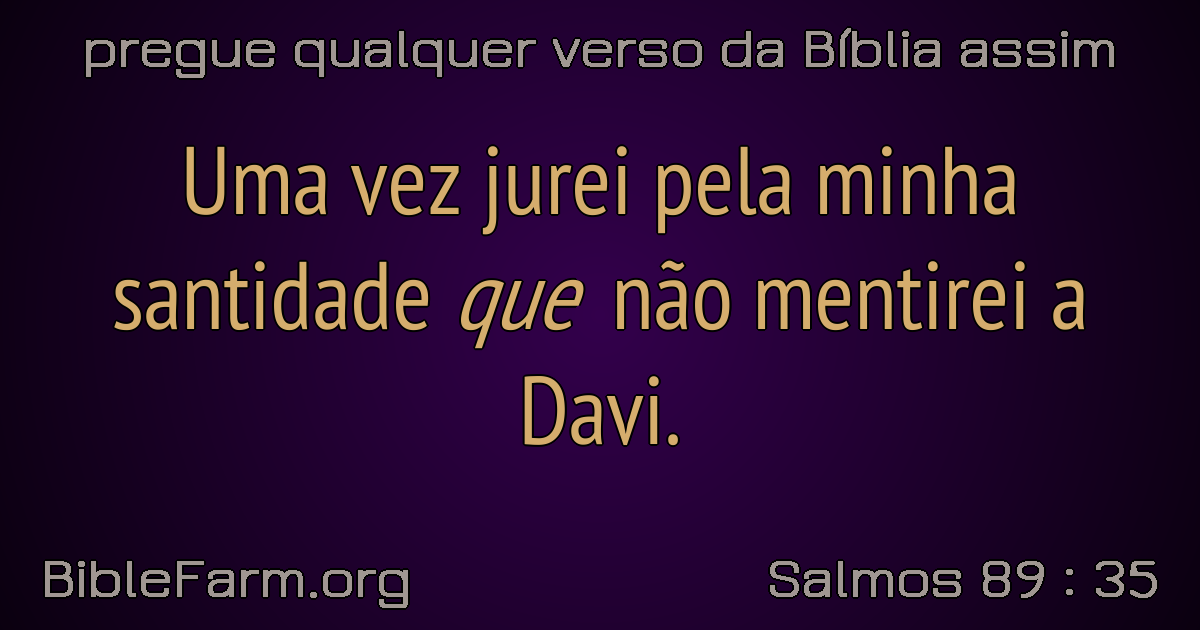 pregue qualquer verso da Bíblia assim
Uma vez jurei pela minha
santidade que não mentirei a
Davi.
BibleFarm.org
Salmos 89 : 35